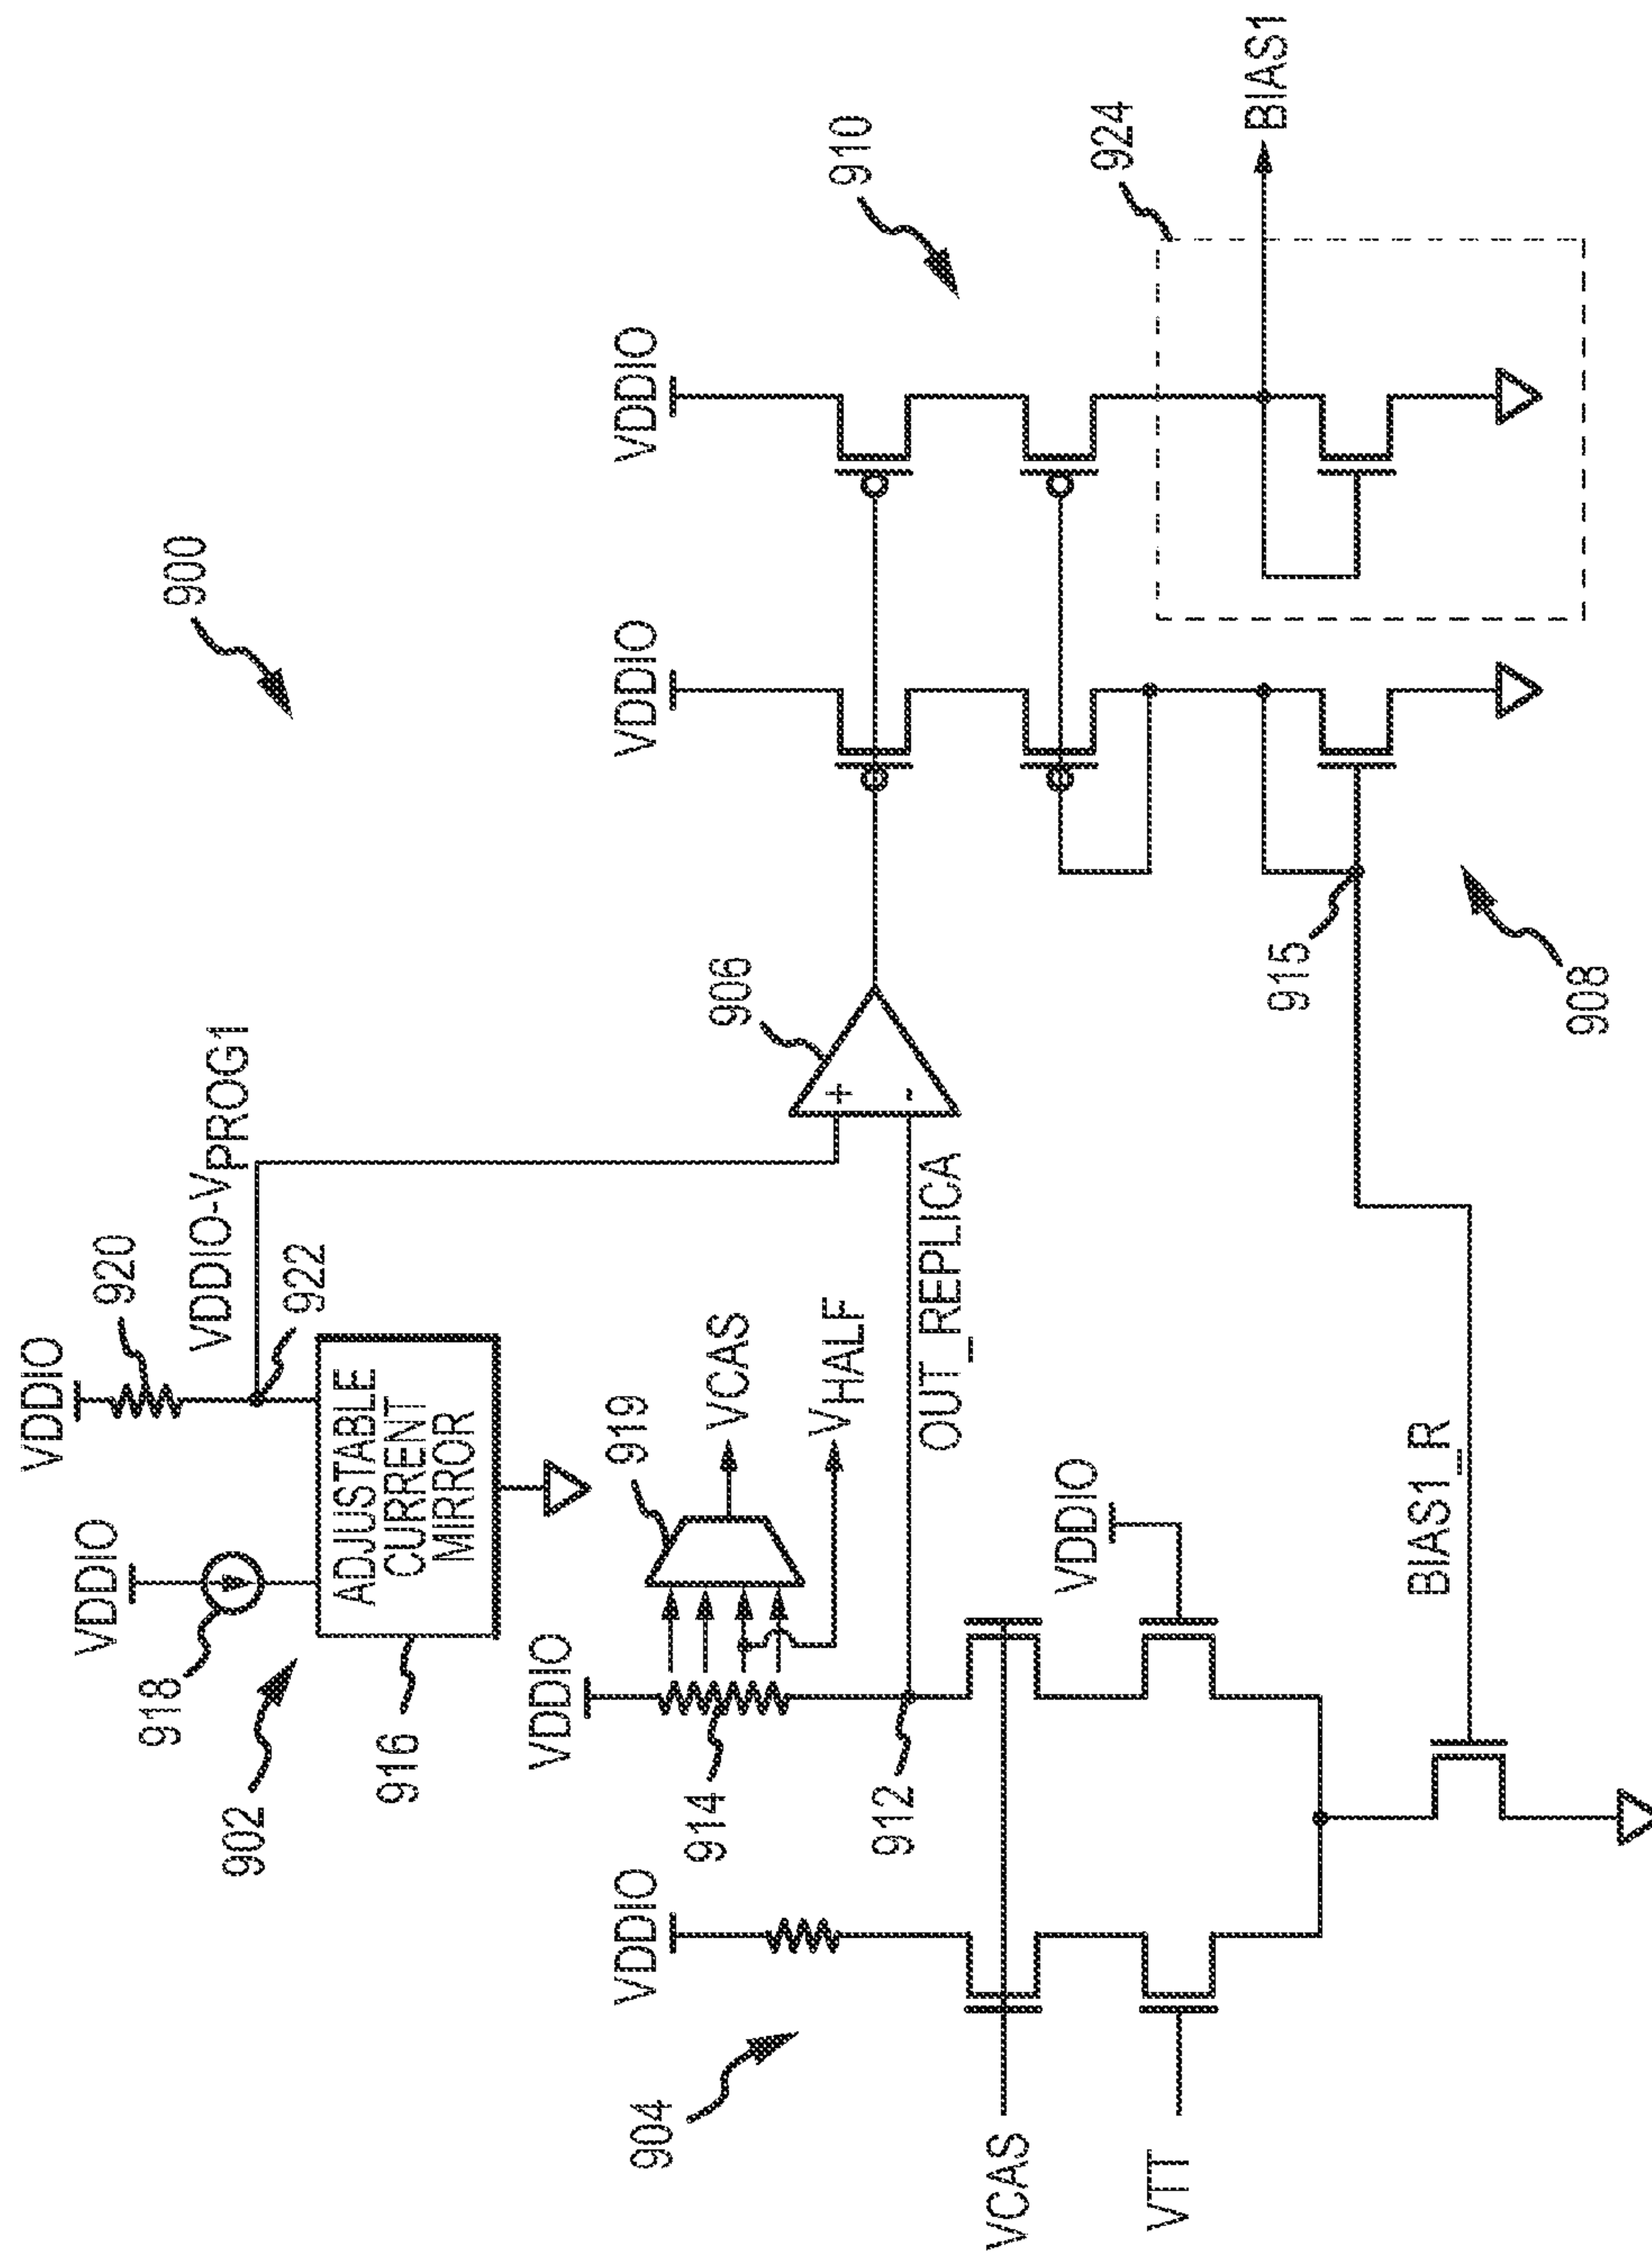 900
902
918
VDDIO
VDDIO
920
VDDIO-VPROG1
922
916
ADJUSTABLE
CURRENT
MIRROR
904
VDDIO
VDDIO
914
919
VCAS
VHALF
906
+
-
VDDIO
VDDIO
910
912
OUT_REPLICA
VCAS
VTT
VDDIO
BIAS1_R
915
908
924
BIAS1